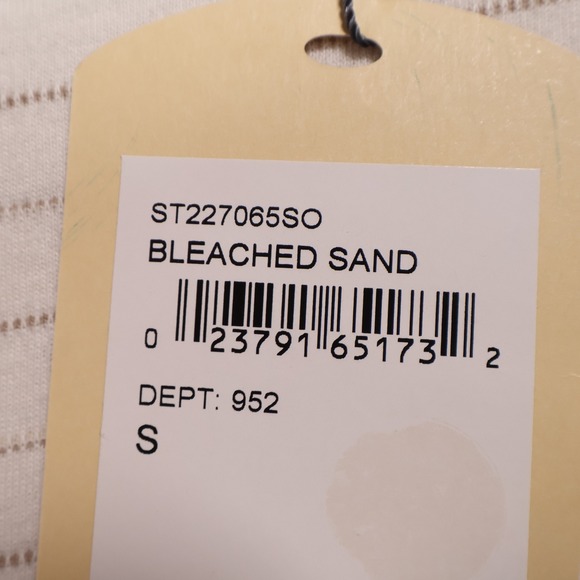 ST227065SO
BLEACHED SAND
0 23791 65173 2
DEPT: 952
S